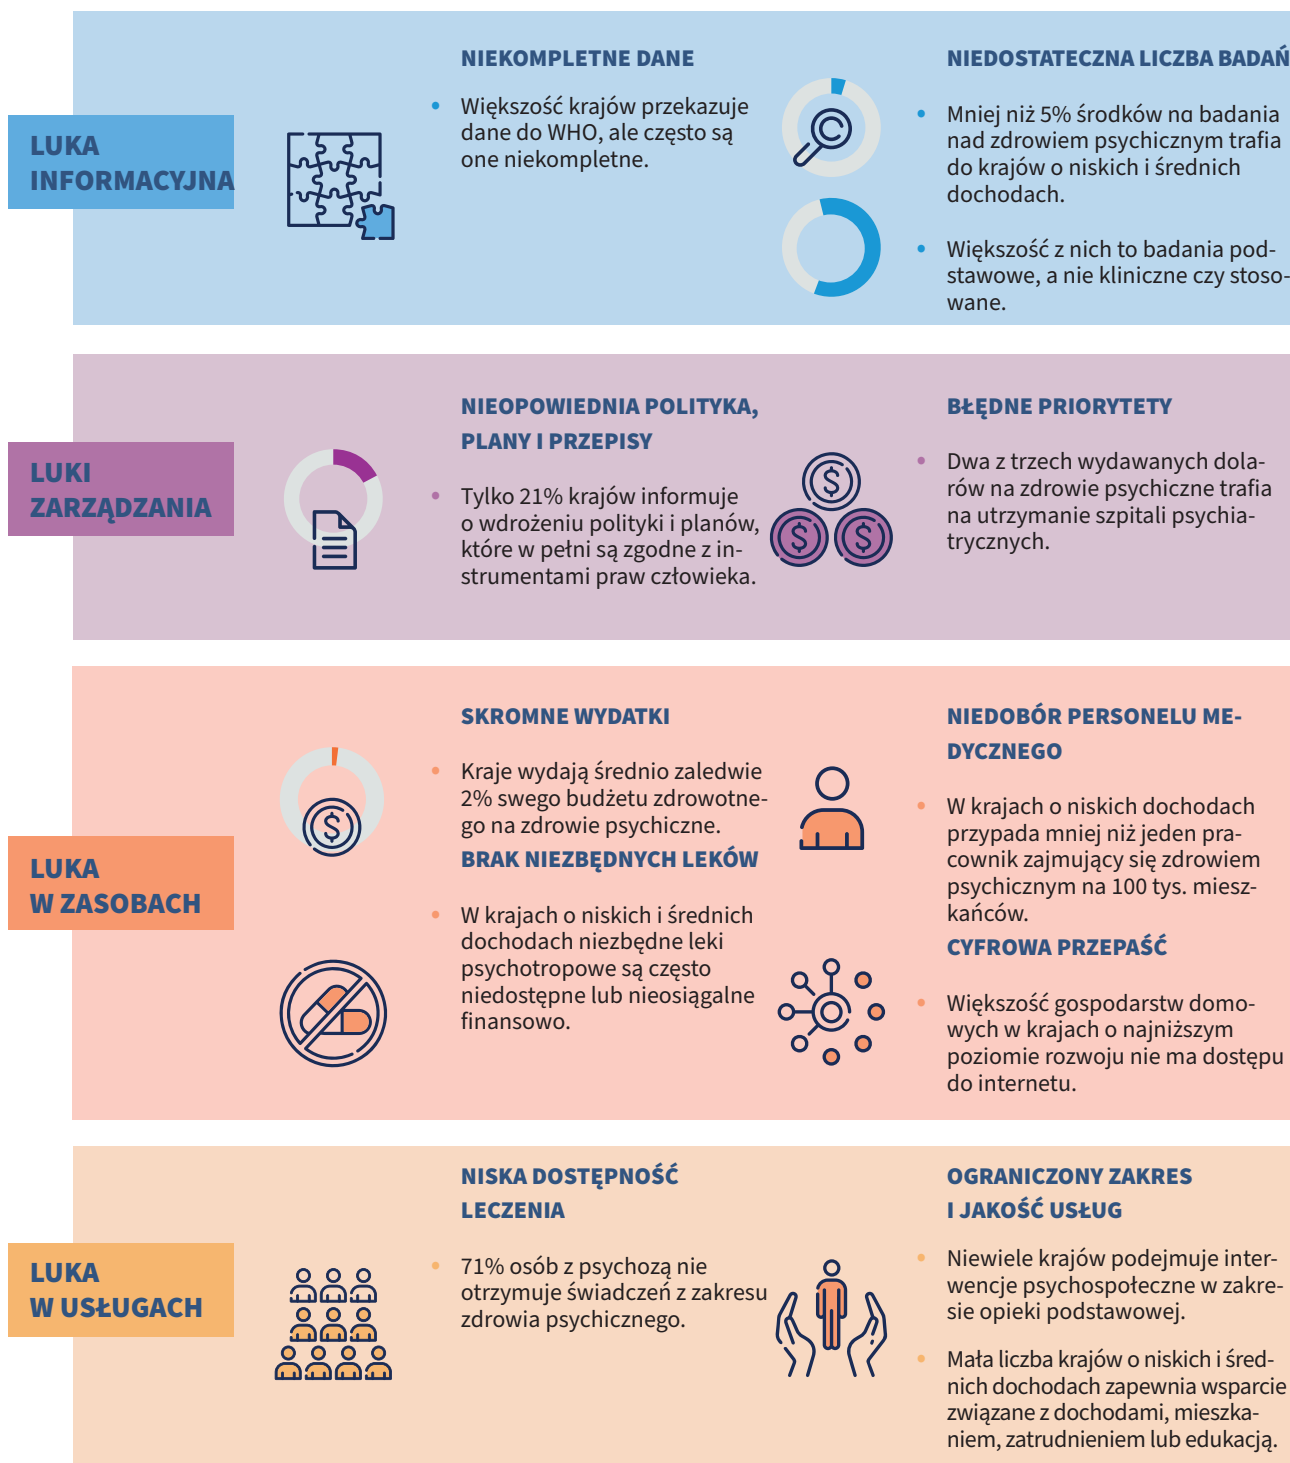 LUKA
INFORMACYJNA
NIEKOMPLETNE DANE
• Większość krajów przekazuje
dane do WHO, ale często są
one niekompletne.
NIEDOSTATECZNA LICZBA BADAŃ
• Mniej niż 5% środków na badania
nad zdrowiem psychicznym trafia
do krajów o niskich i średnich
dochodach.
• Większość z nich to badania pod-
stawowe, a nie kliniczne czy stoso-
wane.
LUKI
ZARZĄDZANIA
NIEOPOWIEDNIA POLITYKA,
PLANY I PRZEPISY
• Tylko 21% krajów informuje
o wdrożeniu polityki i planów,
które w pełni są zgodne z in-
strumentami praw człowieka.
BŁĘDNE PRIORYTETY
• Dwa z trzech wydawanych dola-
rów na zdrowie psychiczne trafia
na utrzymanie szpitali psychia-
trycznych.
LUKA
W ZASOBACH
SKROMNE WYDATKI
• Kraje wydają średnio zaledwie
2% swego budżetu zdrowotne-
go na zdrowie psychiczne.
BRAK NIEZBĘDNYCH LEKÓW
• W krajach o niskich i średnich
dochodach niezbędne leki
psychotropowe są często
niedostępne lub nieosiągalne
finansowo.
NIEDOBÓR PERSONELU ME-
DYCZNEGO
• W krajach o niskich dochodach
przypada mniej niż jeden pra-
cownik zajmujący się zdrowiem
psychicznym na 100 tys. miesz-
kańców.
CYFROWA PRZEPAŚĆ
• Większość gospodarstw domo-
wych w krajach o najniższym
poziomie rozwoju nie ma dostępu
do internetu.
LUKA
W USŁUGACH
NISKA DOSTĘPNOŚĆ
LECZENIA
• 71% osób z psychozą nie
otrzymuje świadczeń z zakresu
zdrowia psychicznego.
OGRANICZONY ZAKRES
I JAKOŚĆ USŁUG
• Niewiele krajów podejmuje inter-
wencje psychospołeczne w zakre-
sie opieki podstawowej.
• Mała liczba krajów o niskich i śred-
nich dochodach zapewnia wsparcie
związane z dochodami, mieszka-
niem, zatrudnieniem lub edukacją.